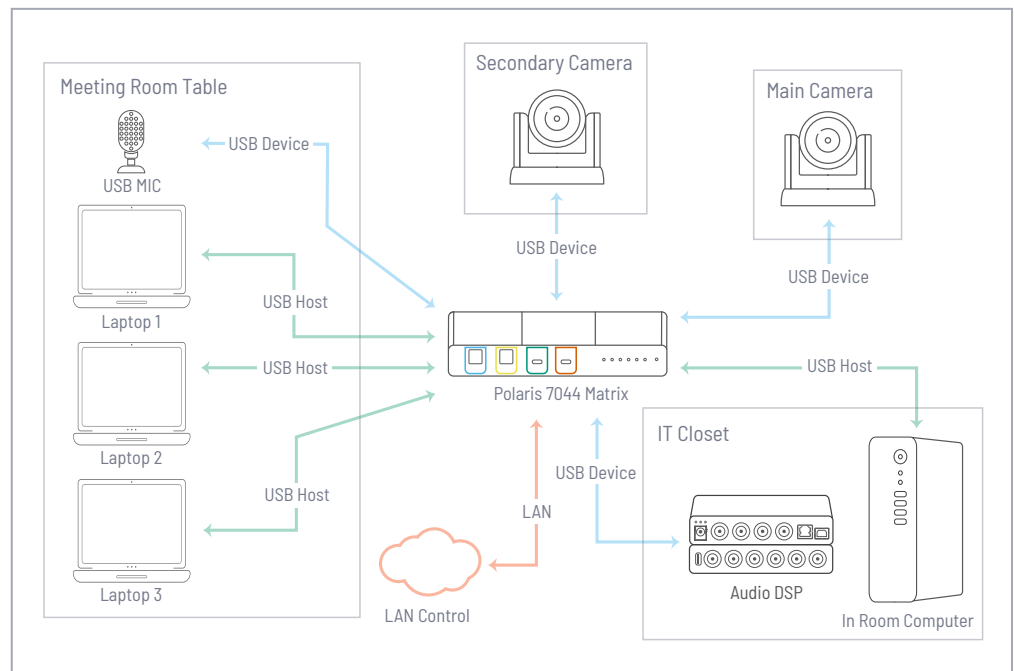 Secondary Camera
Meeting Room Table
Main Camera
USB Device
USB MIC
USB Device
USB Device
USB Host
Laptop 1
USB Host
USB Host
Polaris 7044 Matrix
IT Closet
Laptop 2
USB Device
USB Host
LAN
Audio DSP
Laptop 3
LAN Control
In Room Computer